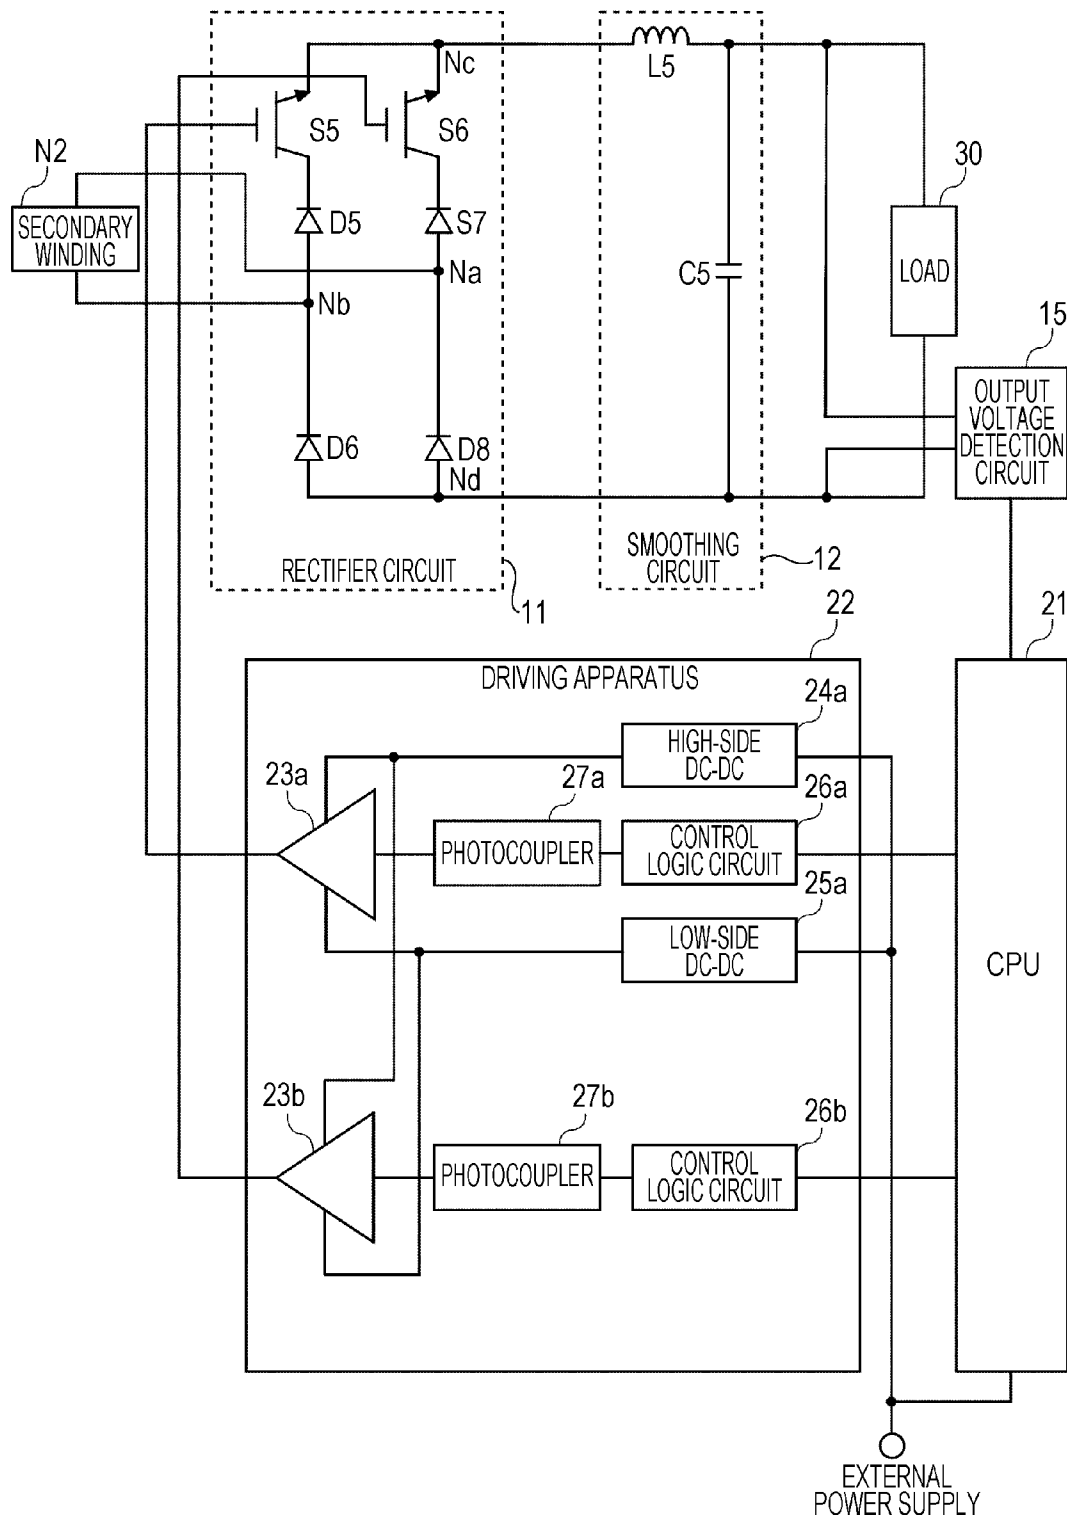 Nc
L5
S5
S6
N2
30
SECONDARY
WINDING
D5
S7
LOAD
Na
C5
Nb
15
OUTPUT
VOLTAGE
DETECTION
CIRCUIT
D6
D8
Nd
RECTIFIER CIRCUIT
SMOOTHING
CIRCUIT
12
11
22
21
DRIVING APPARATUS
24a
HIGH-SIDE
DC-DC
23a
27a
26a
PHOTOCOUPLER
CONTROL
LOGIC CIRCUIT
25a
LOW-SIDE
DC-DC
CPU
23b
27b
26b
PHOTOCOUPLER
CONTROL
LOGIC CIRCUIT
EXTERNAL
POWER SUPPLY